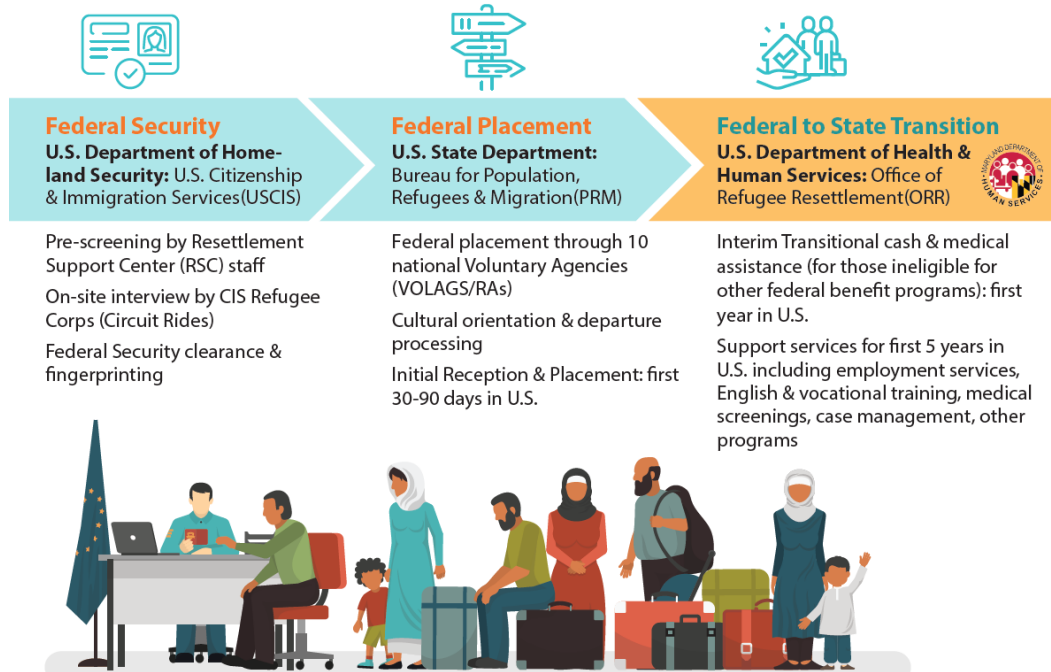 Federal Security
U.S. Department of Home-
land Security: U.S. Citizenship
& Immigration Services(USCIS)
Pre-screening by Resettlement
Support Center (RSC) staff
On-site interview by CIS Refugee
Corps (Circuit Rides)
Federal Security clearance &
fingerprinting
Federal Placement
U.S. State Department:
Bureau for Population,
Refugees & Migration(PRM)
Federal placement through 10
national Voluntary Agencies
(VOLAGS/RAs)
Cultural orientation & departure
processing
Initial Reception & Placement: first
30-90 days in U.S.
Federal to State Transition
U.S. Department of Health &
Human Services: Office of
Refugee Resettlement(ORR)
MARYLAND DEPARTMENT OF
HUMAN SERVICES
Interim Transitional cash & medical
assistance (for those ineligible for
other federal benefit programs): first
year in U.S.
Support services for first 5 years in
U.S. including employment services,
English & vocational training, medical
screenings, case management, other
programs